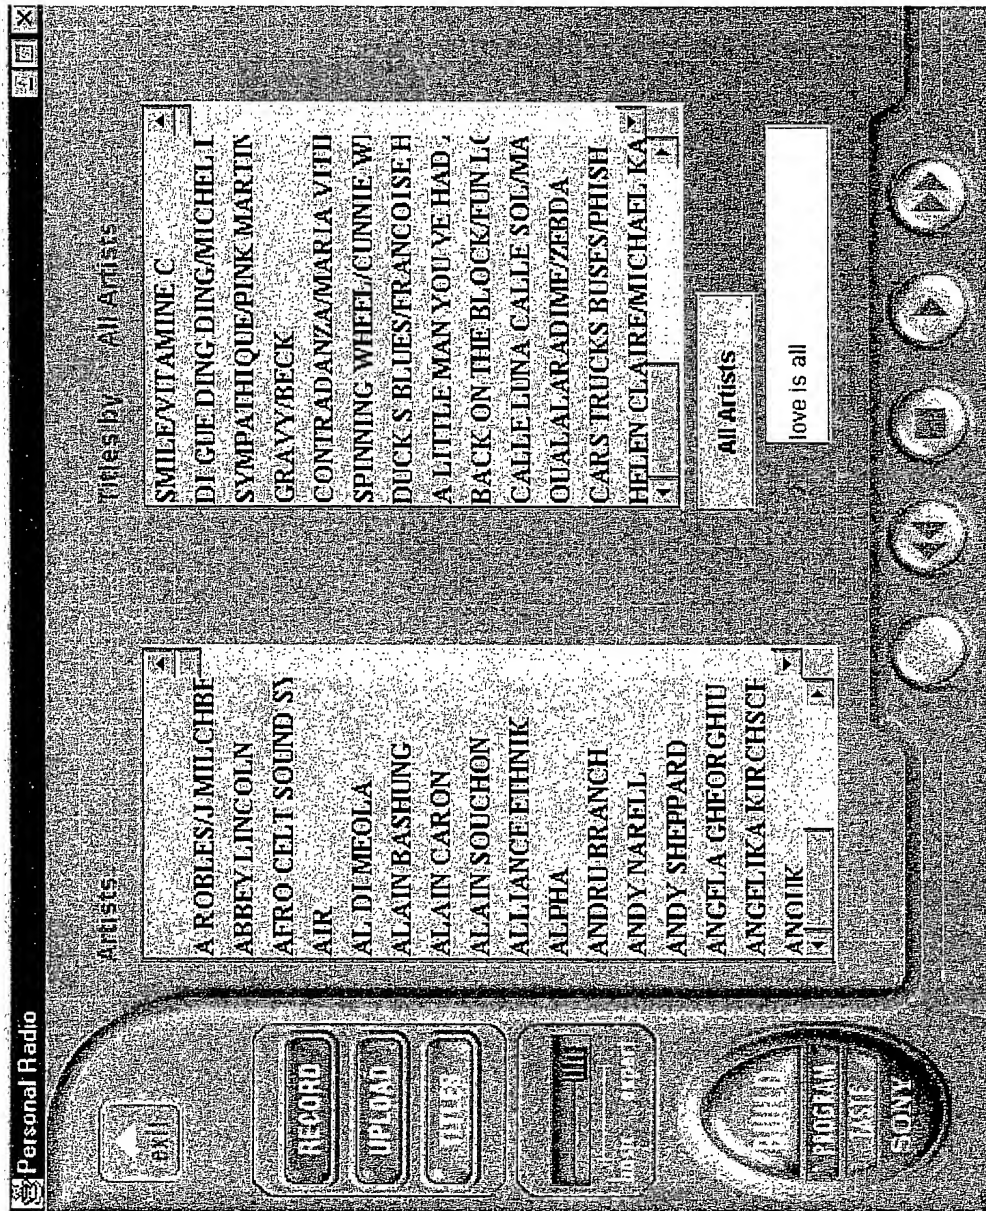 Personal Radio
exit
RECORD
UPLOAD
PROGRAM
TASTE
SONY
Artists
A ROBLES/J MILCHBE
ABBEY LINCOLN
AFRO CELT SOUND SY
AIR
AL DI MEOLA
ALAIN BASHUNG
ALAIN CARON
ALAIN SOUCHON
ALLIANCE ETHNIK
ALPHA
ANDRU BRANCH
ANDY NARELL
ANDY SHEPPARD
ANGELA GHEORGHIU
ANGELIKA KIRCHSCH
Titles by All Artists
SMILE/VITAMINE C
DI GUE DING DING/MICHEL
SYMPATHIQUE/PINK MARTIN
GRAVY/BECK
CONTRADANZA/MARIA
SPINNING WHEEL/CUNNIE W
DUCK S BLUES/FRANCOISE H
A LITTLE MAN YOU VE HAD
BACK ON THE BLOCK/FUN LO
CALLE LUNA CALLE SOL/MA
OUALALARADIME/ZEBDA
CARS TRUCKS BUSES/PHISH
HELEN CLAIRE/MICHAEL KA
All Artists
love is all